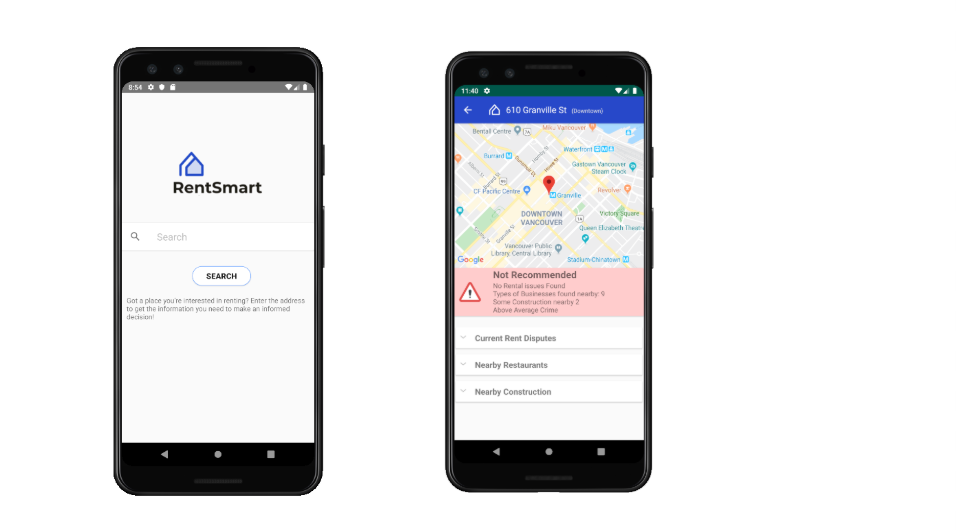 8:54
RentSmart
Search
SEARCH
Got a place you're interested in renting? Enter the address
to get the information you need to make an informed
decision!
11:40
610 Granville St (Downtown)
Bentall Centre
Miku Vancouver
Waterfront
Burrard
Gastown Vancouver
Steam Clock
CF Pacific Centre
Granville
Revolver
DOWNTOWN
VANCOUVER
Victory Square
Queen Elizabeth Theatre
Granville St
Vancouver Public
Library, Central Library
Google
Stadium-Chinatown
Not Recommended
No Rental Issues Found
Types of Businesses found nearby: 9
Some Construction nearby 2
Above Average Crime
Current Rent Disputes
Nearby Restaurants
Nearby Construction